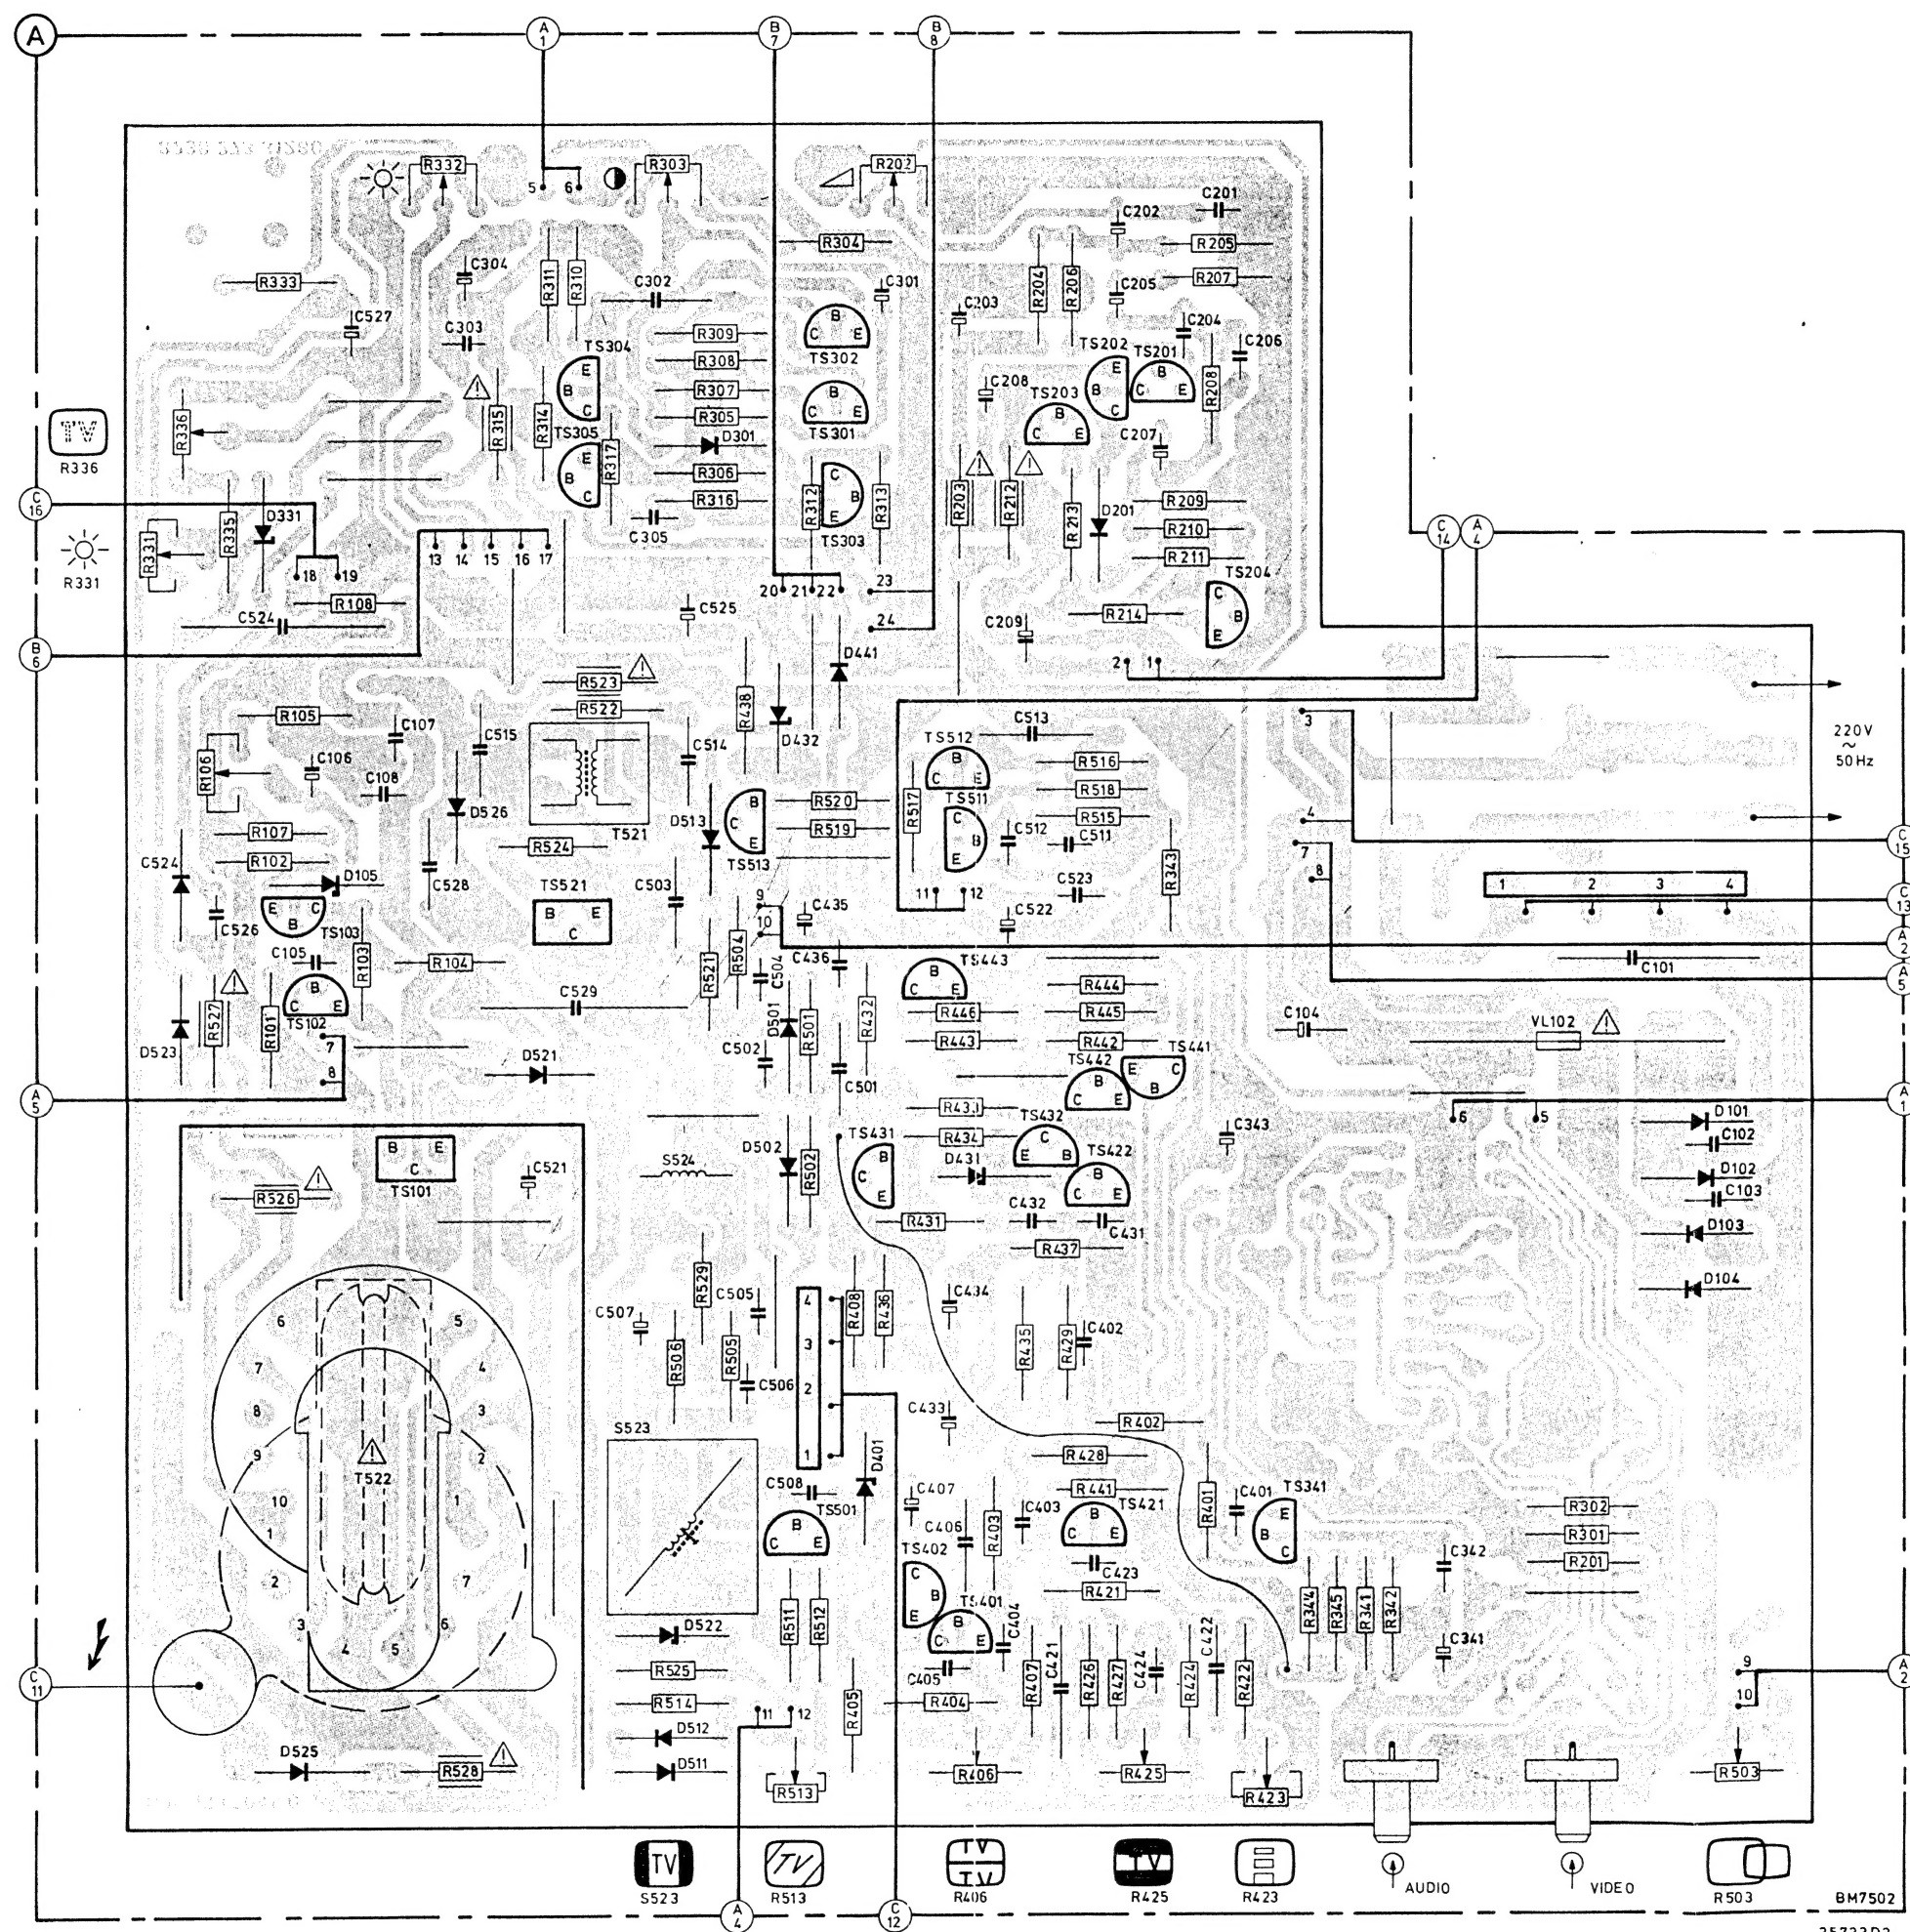 A
A 1
B 7
B 8
R332
5
6
R303
R202
C201
C202
R304
R205
R333
C304
R311
R310
C302
C301
R204
R206
C205
R207
C203
C527
C303
R309
B
C
E
TS302
C204
C206
TS304
R308
TS202
TS201
E
B
C
R307
B
C
E
C208
TS203
E
B
C
B
E
R208
R336
R315
R314
R305
TS301
B
C
E
TV
R336
TS305
E
B
C
R317
D301
C207
R306
C
B
R203
R212
C 16
R335
D331
R316
R312
R313
R213
D201
R209
C 14
A 4
R331
R331
C305
TS303
R210
13
14
15
16
17
R211
18
19
R108
20
21
22
23
TS204
C
B
E
C524
C525
24
C209
R214
B 6
D441
2
1
R523
R438
R105
R522
D432
C513
3
C107
C515
C514
TS512
220V
~
50Hz
R106
C106
B
C
E
R516
C108
R518
D526
T521
D513
B
C
E
R520
R517
TS511
R515
4
R107
R519
C
B
E
C512
C511
C 15
C524
R102
R524
TS513
7
D105
C528
TS521
C503
R343
8
1
2
3
4
E
C
B
C526
TS103
B
E
C
9
10
C435
11
12
C523
C522
C 13
A 2
C105
R103
R104
R521
R504
C504
C436
TS443
C101
R527
R101
B
C
E
B
C
R444
A 5
TS102
C529
D501
R501
R432
R446
R445
C104
VL102
D523
7
C502
R443
R442
TS441
8
D521
C501
TS442
E
C
B
A 5
B
C
E
A 1
R433
TS432
6
5
D101
B
E
C
TS101
D502
TS431
R434
C
E
B
TS422
C343
C102
C521
S524
R502
B
C
E
D431
B
C
E
D102
R526
C103
R431
C432
C431
D103
R437
R529
C505
4
R408
R436
C434
D104
6
5
C507
R506
R505
3
R435
R429
C402
7
4
C506
2
8
3
C433
R402
9
2
S523
1
D401
R428
T522
10
1
C508
C407
R441
C401
TS341
R302
1
TS501
C406
R403
C403
TS421
R401
E
B
C
R301
B
C
E
TS402
B
C
E
C342
R201
2
7
C
B
E
C423
R421
3
6
R511
R512
TS401
B
C
E
C404
R344
R345
R341
R342
4
5
D522
C341
C 11
R525
C405
R407
C421
R426
R427
C424
R424
C422
R422
9
A 2
R514
R405
R404
10
11
12
D512
D525
R528
D511
R513
R406
R425
R423
R503
TV
TV
TV
TV
TV
S523
R513
R406
R425
R423
AUDIO
VIDEO
R503
BM7502
A 4
C 12